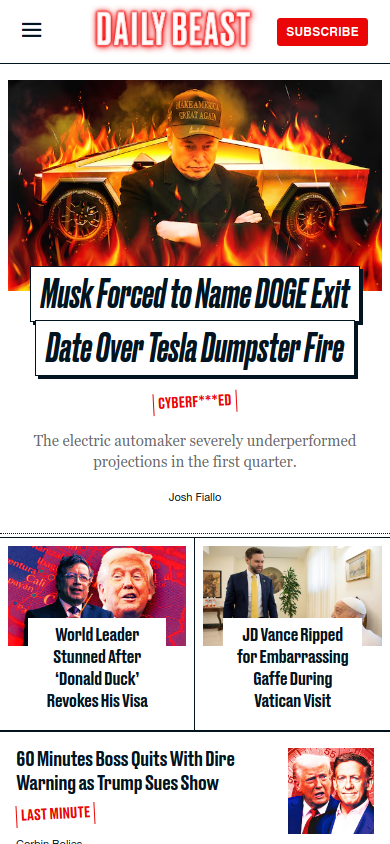 DAILY BEAST
SUBSCRIBE
MAKE AMERICA
GREAT AGAIN
Musk Forced to Name DOGE Exit
Date Over Tesla Dumpster Fire
CYBERF***ED
The electric automaker severely underperformed
projections in the first quarter.
Josh Fiallo
Cali
World Leader
Stunned After
‘Donald Duck’
Revokes His Visa
JD Vance Ripped
for Embarrassing
Gaffe During
Vatican Visit
60 Minutes Boss Quits With Dire
Warning as Trump Sues Show
LAST MINUTE